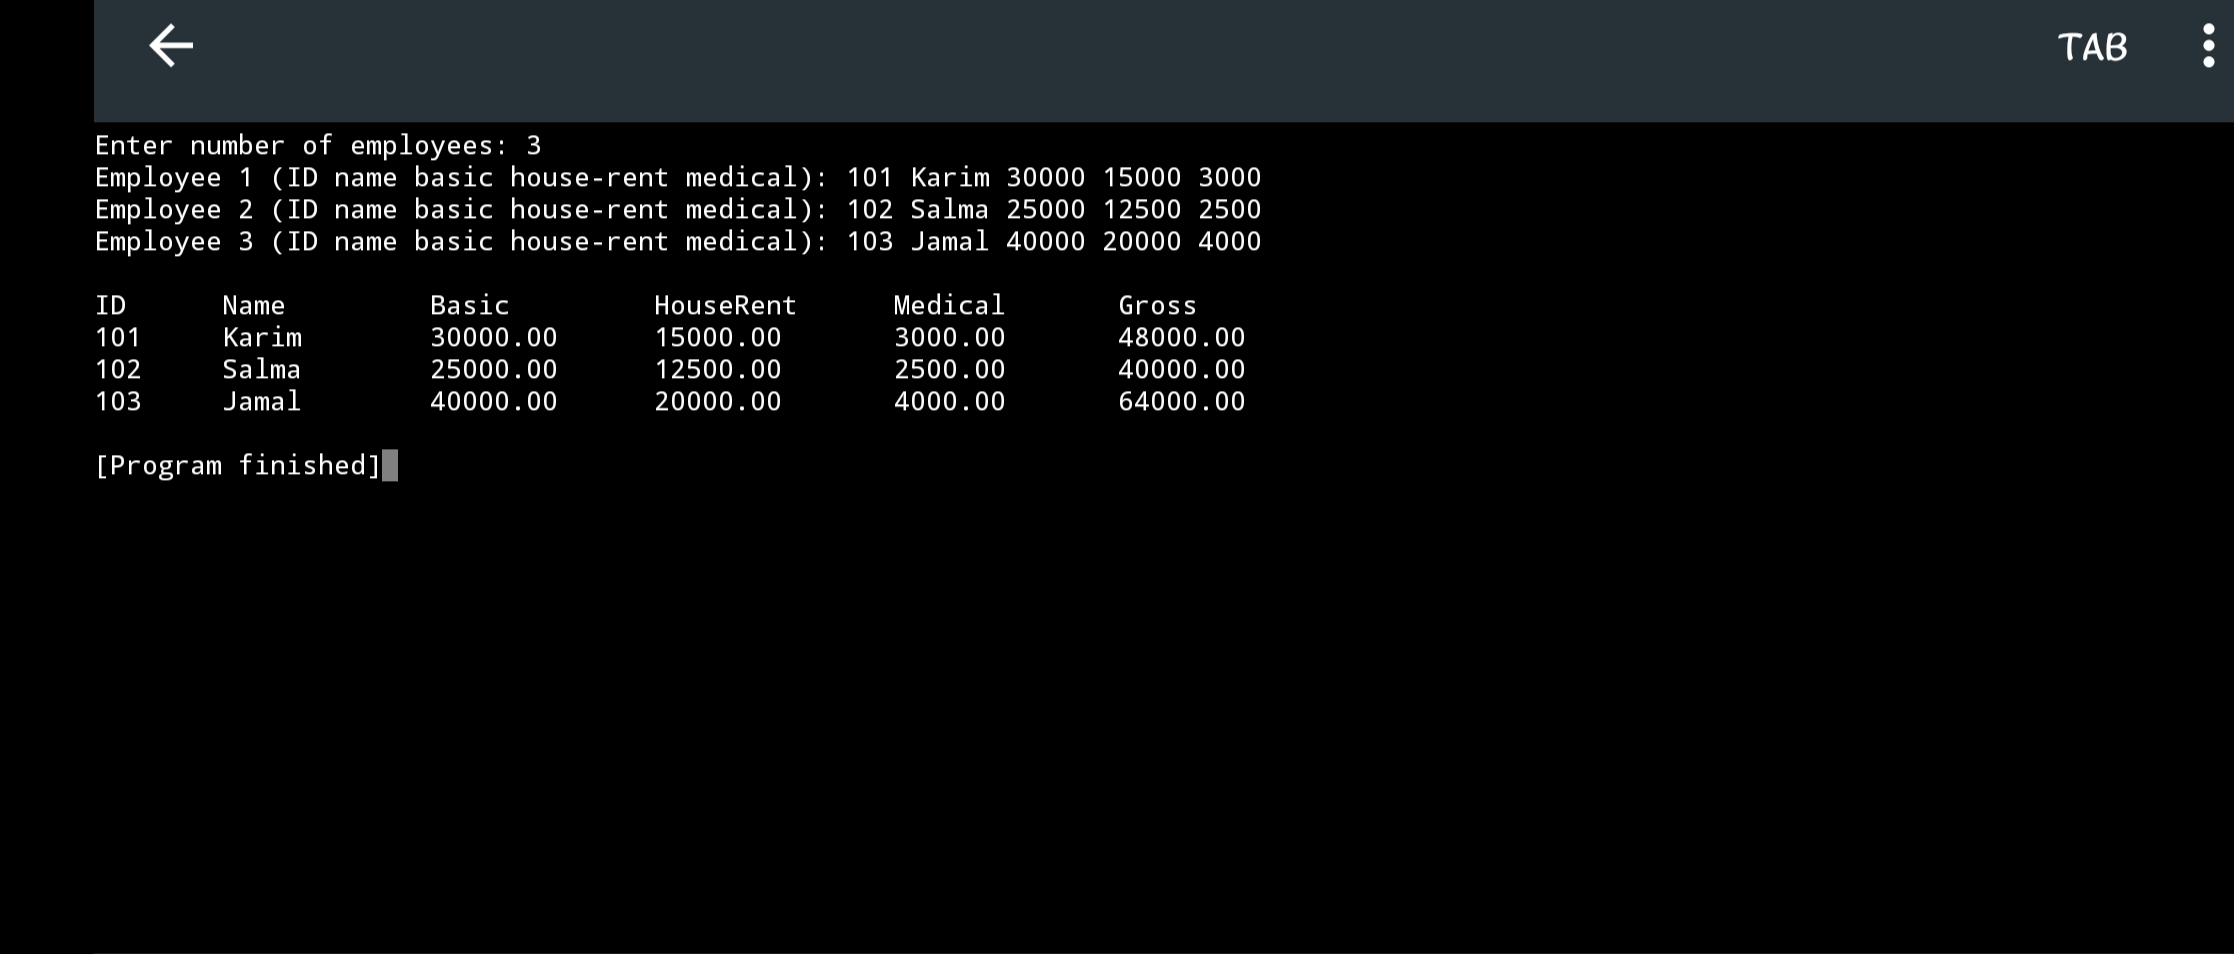 TAB
Enter number of employees: 3
Employee 1 (ID name basic house-rent medical): 101 Karim 30000 15000 3000
Employee 2 (ID name basic house-rent medical): 102 Salma 25000 12500 2500
Employee 3 (ID name basic house-rent medical): 103 Jamal 40000 20000 4000
ID      Name         Basic         HouseRent      Medical       Gross
101     Karim        30000.00      15000.00       3000.00       48000.00
102     Salma        25000.00      12500.00       2500.00       40000.00
103     Jamal        40000.00      20000.00       4000.00       64000.00
[Program finished]